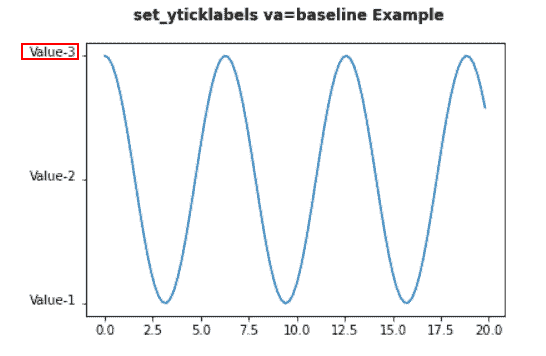 set_yticklabels va=baseline Example
Value-3
Value-2
Value-1
0.0 2.5 5.0 7.5 10.0 12.5 15.0 17.5 20.0